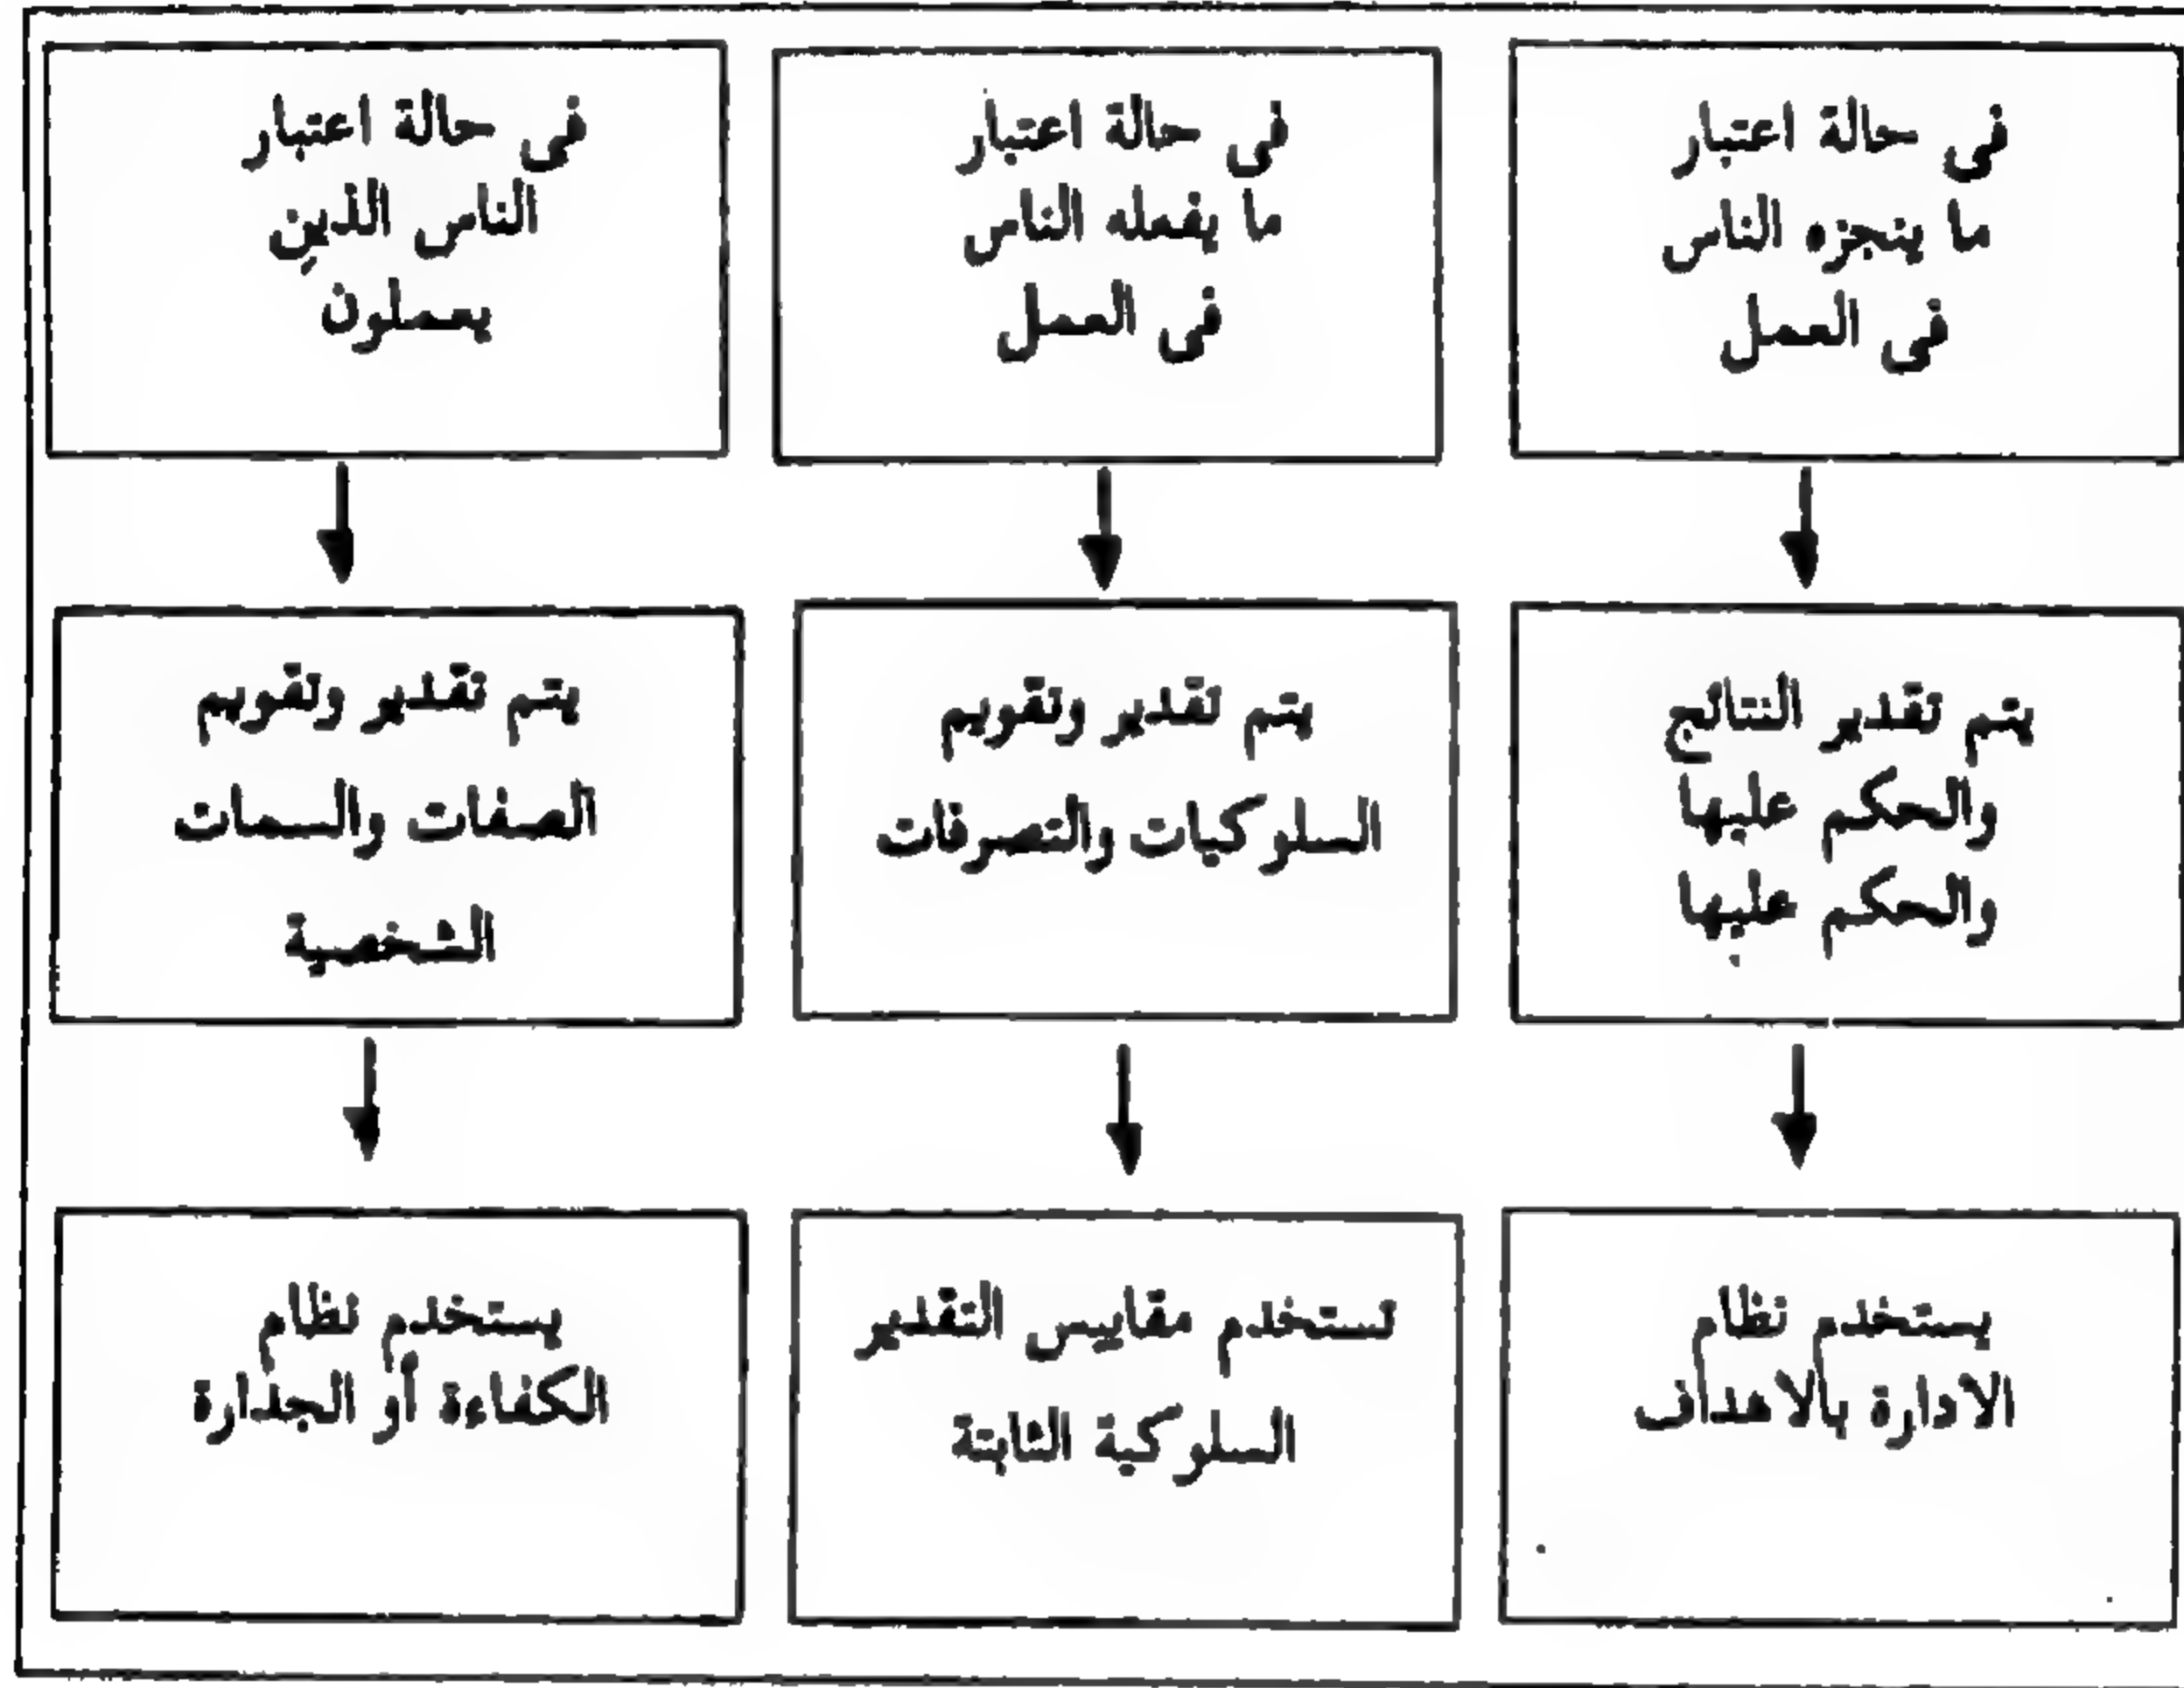 فى حالة اعتبار
ما ينجزه الناس
فى العمل
فى حالة اعتبار
ما يفعله الناس
فى العمل
فى حالة اعتبار
الناس الذين
يعملون
يتم تقدير النتائج
والحكم عليها
والحكم عليها
يتم تقدير وتقويم
السلوكيات والتصرفات
يتم تقدير وتقويم
الصفات والسمات
الشخصية
يستخدم نظام
الادارة بالاهداف
تستخدم مقاييس التقدير
السلوكية الثابتة
يستخدم نظام
الكفاءة أو الجدارة